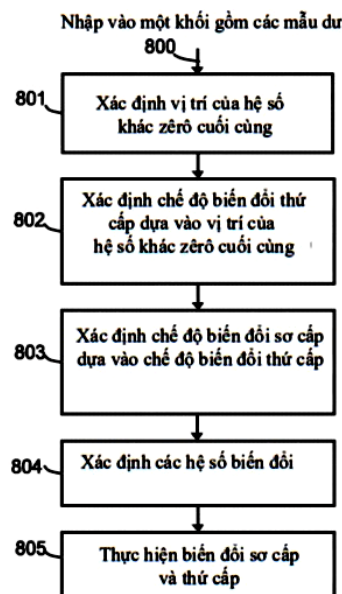 Nhập vào một khối gồm các mẫu dư
800
801
Xác định vị trí của hệ số
khác zêrô cuối cùng
802
Xác định chế độ biến đổi thứ
cấp dựa vào vị trí của
hệ số khác zêrô cuối cùng
803
Xác định chế độ biến đổi sơ cấp
dựa vào chế độ biến đổi thứ cấp
804
Xác định các hệ số biến đổi
805
Thực hiện biến đổi sơ cấp
và thứ cấp